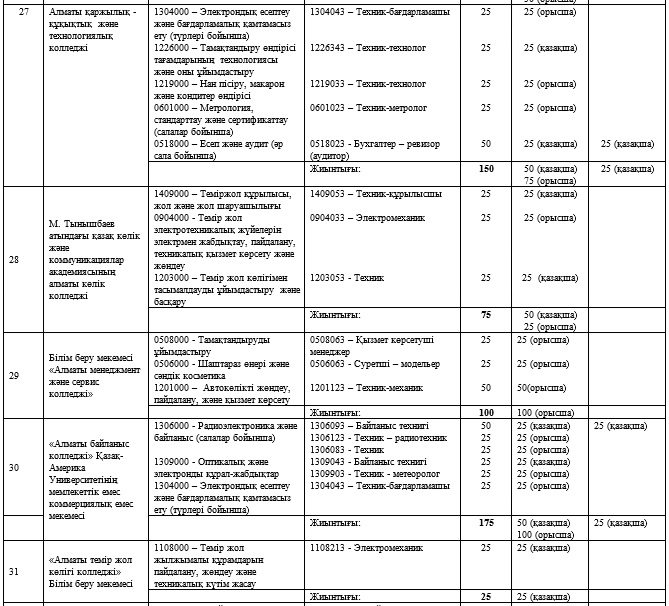 27
Алматы қаржылық -
құқықтық және
технологиялық
колледжі
1304000 – Электрондық есептеу
және бағдарламалық қамтамасыз
ету (түрлері бойынша)
1304043 – Техник-бағдарламашы
25
25 (орысша)
1226000 – Тамақтандыру өндірісі
тағамдарының технологиясы
және оны ұйымдастыру
1226343 – Техник-технолог
25
25 (қазақша)
1219000 – Нан пісіру, макарон
және кондитер өндірісі
1219033 – Техник-технолог
25
25 (орысша)
0601000 – Метрология,
стандарттау және сертификаттау
(салалар бойынша)
0601023 – Техник-метролог
25
25 (орысша)
0518000 – Есеп және аудит (әр
сала бойынша)
0518023 - Бухгалтер – ревизор
(аудитор)
50
25 (қазақша)
25 (қазақша)
Жиынтығы:
150
50 (қазақша)
75 (орысша)
25 (қазақша)
28
М. Тынышбаев
атындағы қазақ көлік
және
коммуникациялар
академиясының
алматы көлік
колледжі
1409000 – Теміржол құрылысы,
жол және жол шаруашылығы
1409053 – Техник-құрылысшы
25
25 (қазақша)
0904000 - Темір жол
электротехникалық жүйелерін
электрмен жабдықтау, пайдалану,
техникалық қызмет көрсету және
жөндеу
0904033 – Электромеханик
25
25 (орысша)
1203000 – Темір жол көлігімен
тасымалдауды ұйымдастыру және
басқару
1203053 - Техник
25
25 (қазақша)
Жиынтығы:
75
50 (қазақша)
25 (орысша)
29
Білім беру мекемесі
«Алматы менеджмент
және сервис
колледжі»
0508000 - Тамақтандыруды
ұйымдастыру
0508063 – Қызмет көрсетуші
менеджер
25
25 (орысша)
0506000 - Шаштараз өнері және
сәндік косметика
0506063 - Суретші – модельер
25
25 (орысша)
1201000 – Автокөлікті жөндеу,
пайдалану, және қызмет көрсету
1201123 – Техник-механик
50
50(орысша)
Жиынтығы:
100
100 (орысша)
30
«Алматы байланыс
колледжі» Қазақ-
Америка
Университетінің
мемлекеттік емес
коммерциялық емес
мекемесі
1306000 - Радиоэлектроника және
байланыс (салалар бойынша)
1306093 – Байланыс технигі
50
25 (қазақша)
25 (қазақша)
1306123 - Техник – радиотехник
25
25 (орысша)
1306083 - Техник
25
25 (орысша)
1309000 - Оптикалық және
электронды құрал-жабдықтар
1309043 - Байланыс технигі
25
25 (қазақша)
1309903 - Техник - метеоролог
25
25 (орысша)
1304000 – Электрондық есептеу
және бағдарламалық қамтамасыз
ету (түрлері бойынша)
1304043 – Техник-бағдарламашы
25
25 (орысша)
Жиынтығы:
175
50 (қазақша)
100 (орысша)
25 (қазақша)
31
«Алматы темір жол
көлігі колледжі»
Білім беру мекемесі
1108000 – Темір жол
жылжымалы құрамдарын
пайдалану, жөндеу және
техникалық күтім жасау
1108213 - Электромеханик
25
25 (қазақша)
Жиынтығы:
25
25 (қазақша)